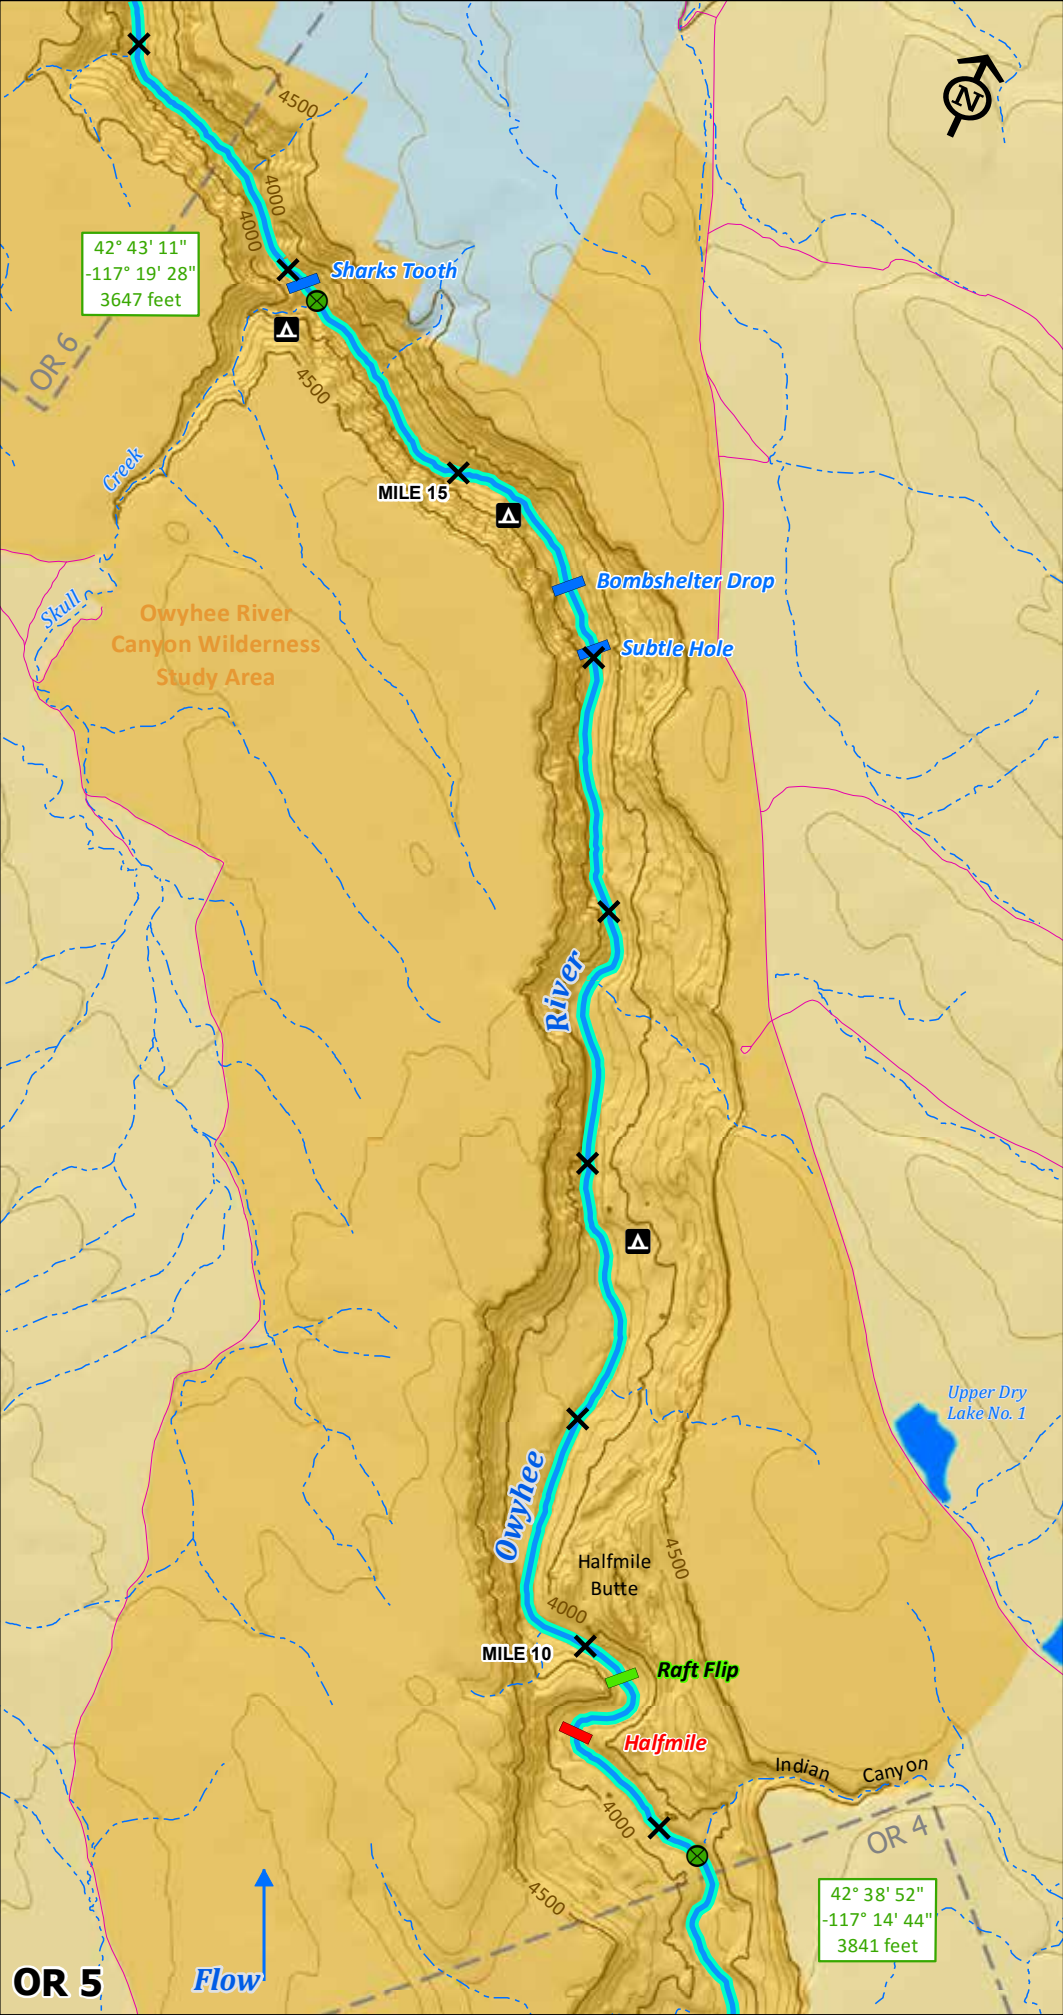 N
4500
4000
4000
42° 43' 11"
-117° 19' 28"
3647 feet
Sharks Tooth
OR 6
4500
Creek
MILE 15
Bombshelter Drop
Skull
Owyhee River
Canyon Wilderness
Study Area
Subtle Hole
River
Upper Dry
Lake No. 1
Owyhee
4500
Halfmile
Butte
4000
MILE 10
Raft Flip
Halfmile
Indian Canyon
4000
OR 4
4500
42° 38' 52"
-117° 14' 44"
3841 feet
Flow
OR 5